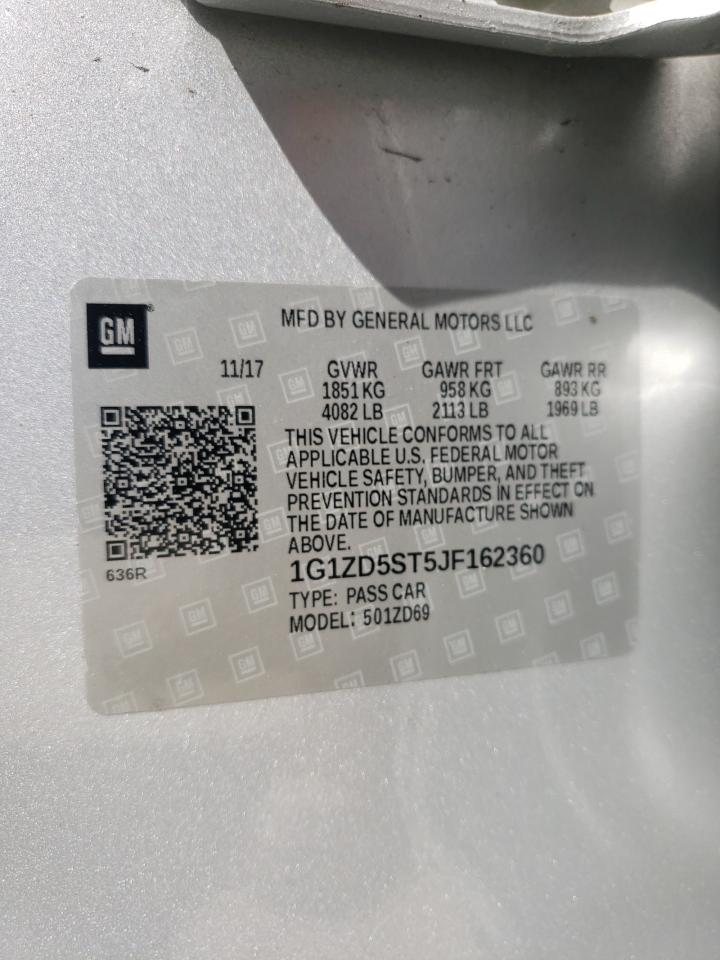 GM
MFD BY GENERAL MOTORS LLC
11/17 GVWR GAWR FRT GAWR RR
1851 KG 958 KG 893 KG
4082 LB 2113 LB 1969 LB
THIS VEHICLE CONFORMS TO ALL
APPLICABLE U.S. FEDERAL MOTOR
VEHICLE SAFETY, BUMPER, AND THEFT
PREVENTION STANDARDS IN EFFECT ON
THE DATE OF MANUFACTURE SHOWN
ABOVE.
636R
1G1ZD5ST5JF162360
TYPE: PASS CAR
MODEL: 501ZD69